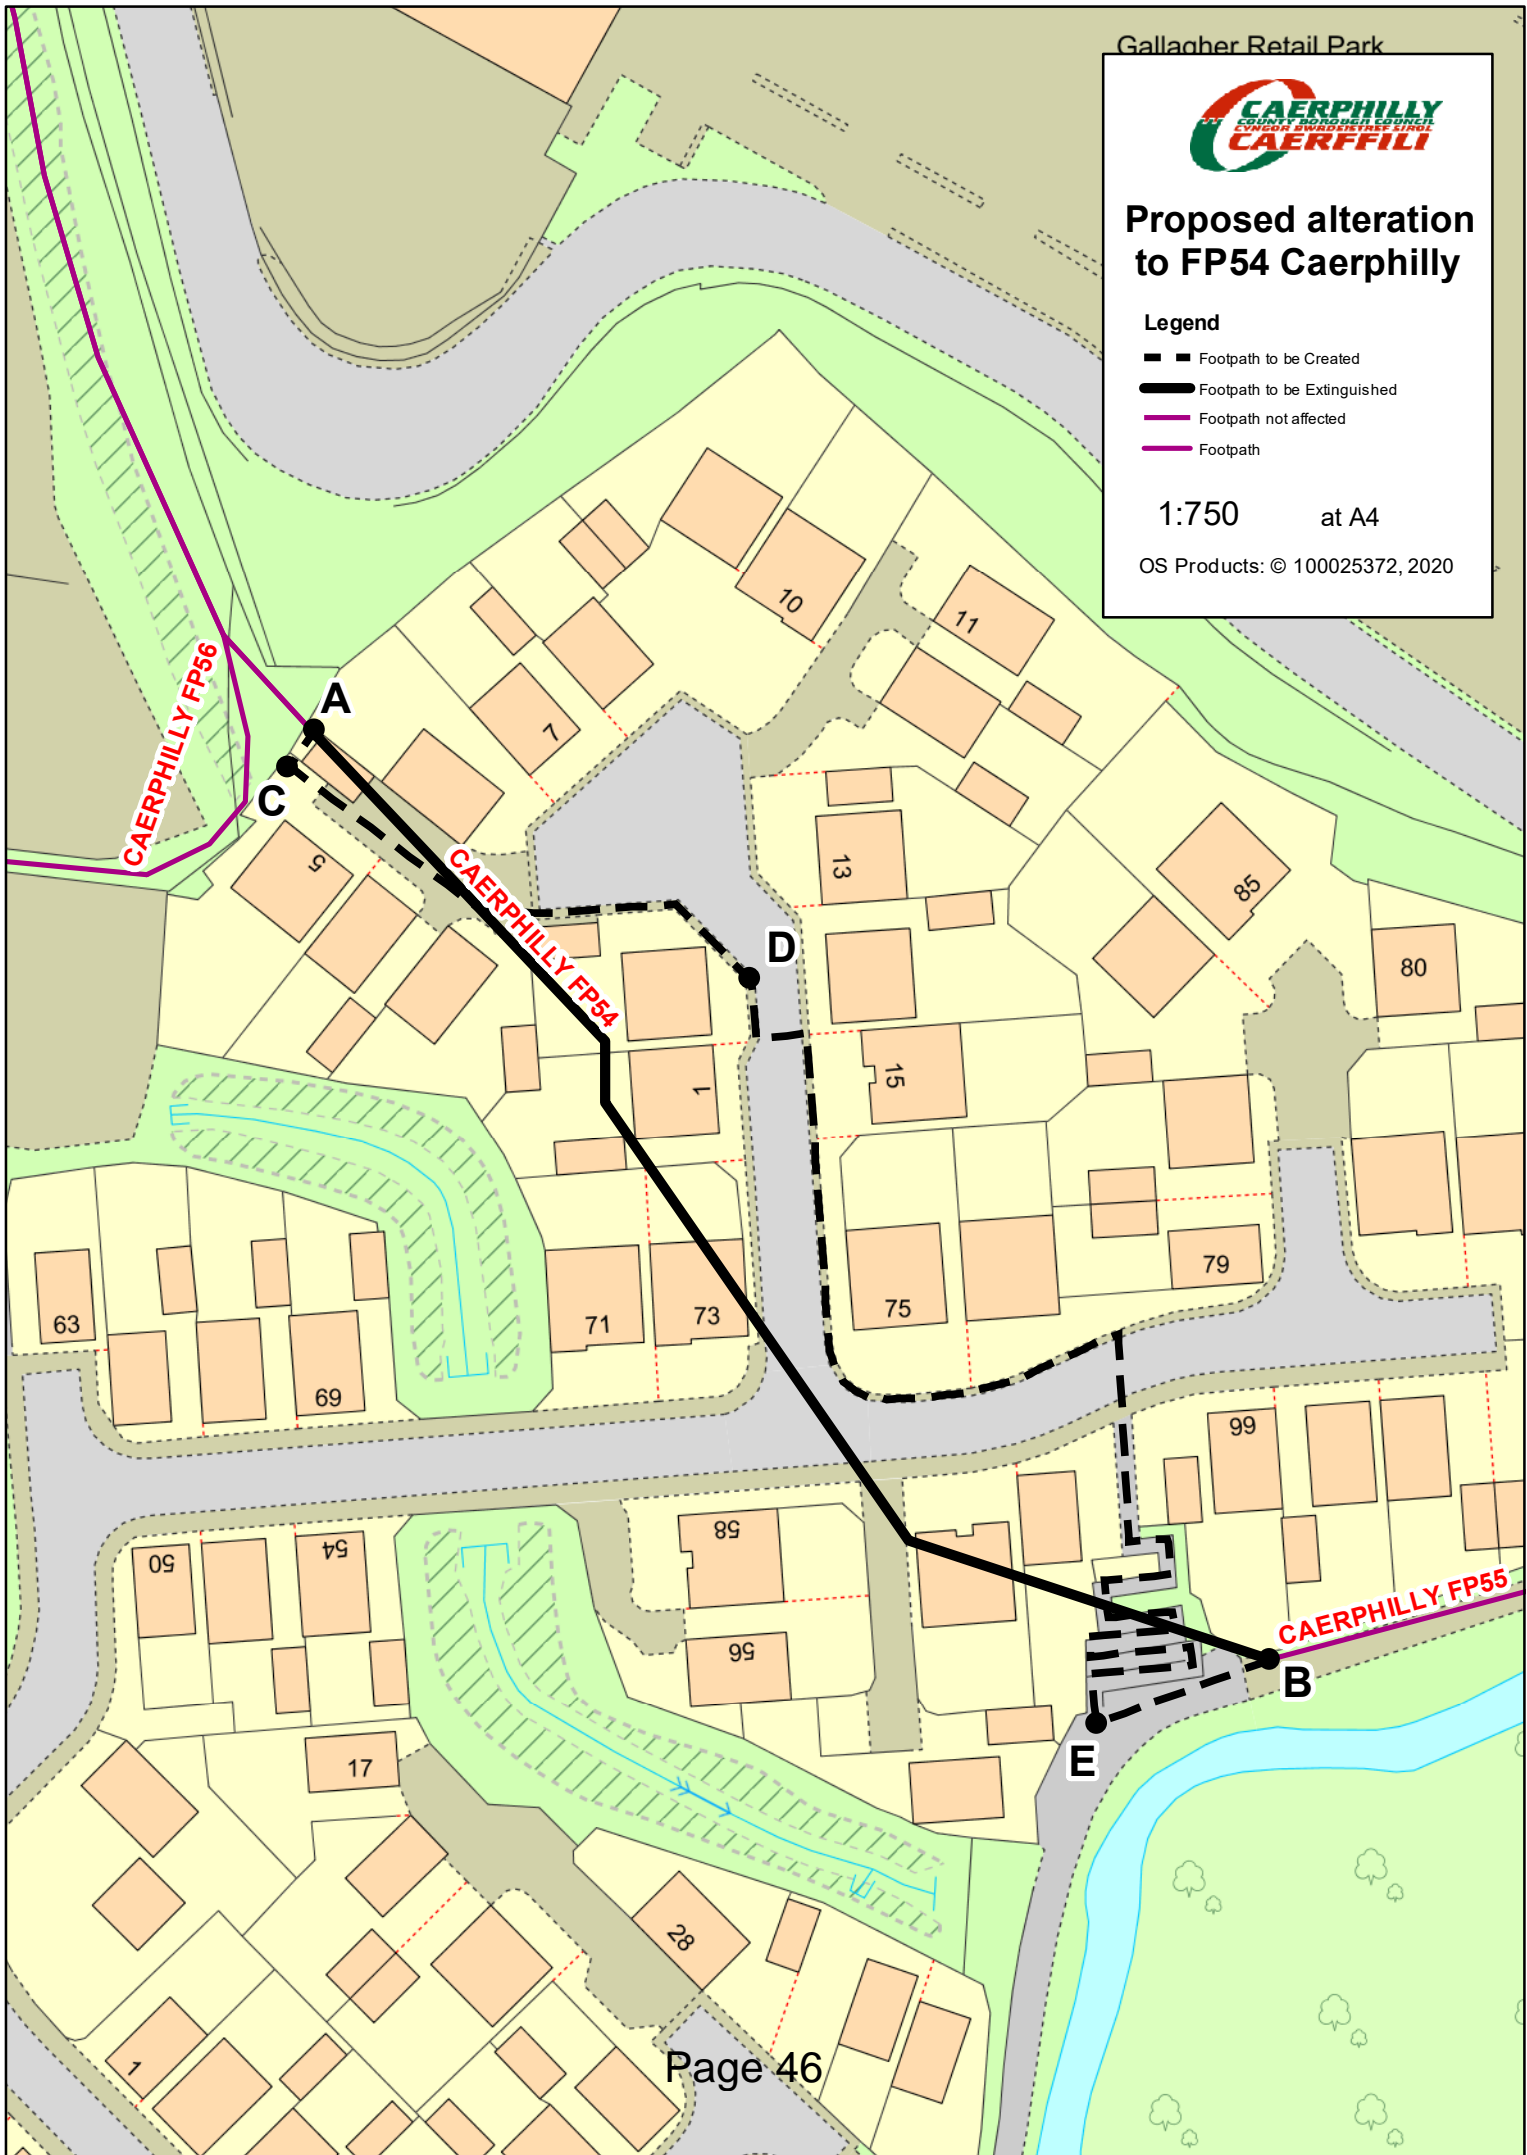 Gallagher Retail Park
CAERPHILLY
COUNTY BOROUGH COUNCIL
CYNGOR BWRDEISTREF SIROL
CAERFFILI
Proposed alteration
to FP54 Caerphilly
Legend
Footpath to be Created
Footpath to be Extinguished
Footpath not affected
Footpath
1:750 at A4
OS Products: © 100025372, 2020
10
11
CAERPHILLY FP56
A
7
C
5
13
85
CAERPHILLY FP54
D
80
15
1
79
63
71
73
75
69
99
58
50
54
CAERPHILLY FP55
56
B
E
17
28
1
Page 46